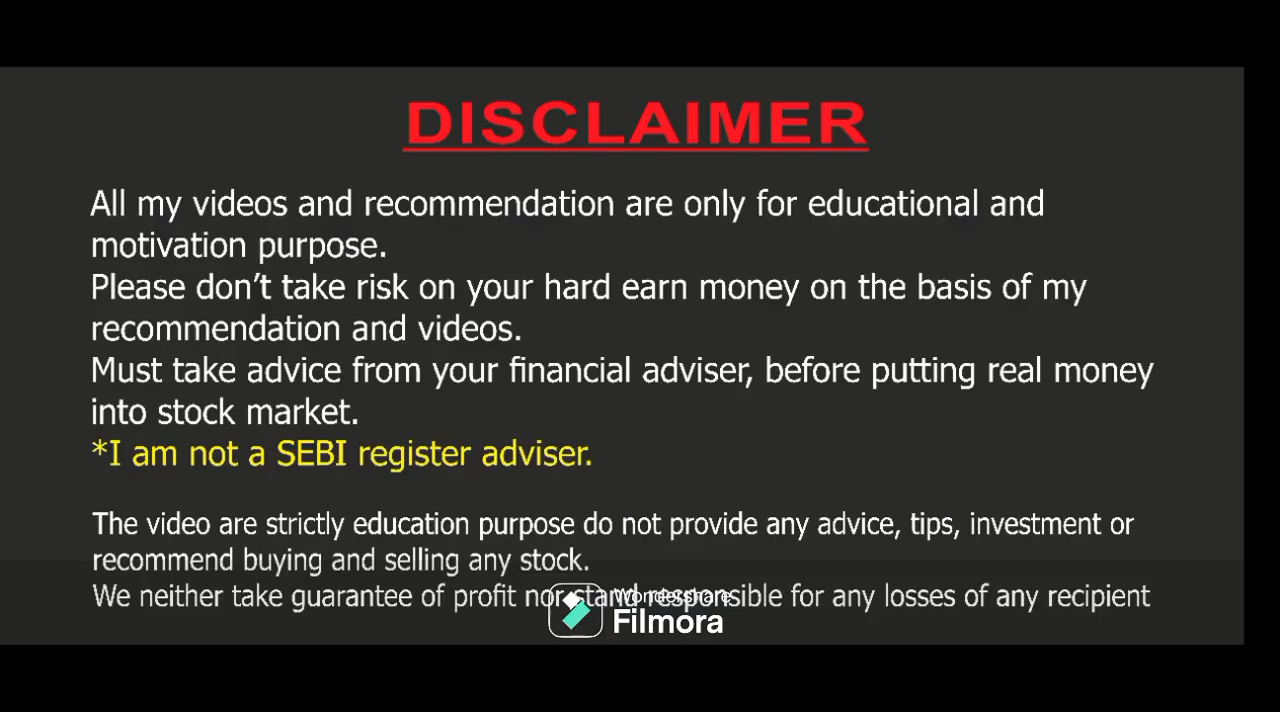 DISCLAIMER
All my videos and recommendation are only for educational and
motivation purpose.
Please don't take risk on your hard earn money on the basis of my
recommendation and videos.
Must take advice from your financial adviser, before putting real money
into stock market.
*I am not a SEBI register adviser.
The video are strictly education purpose do not provide any advice, tips, investment or
recommend buying and selling any stock.
We neither take guarantee of profit nor stand responsible for any losses of any recipient
Wondershare
Filmora